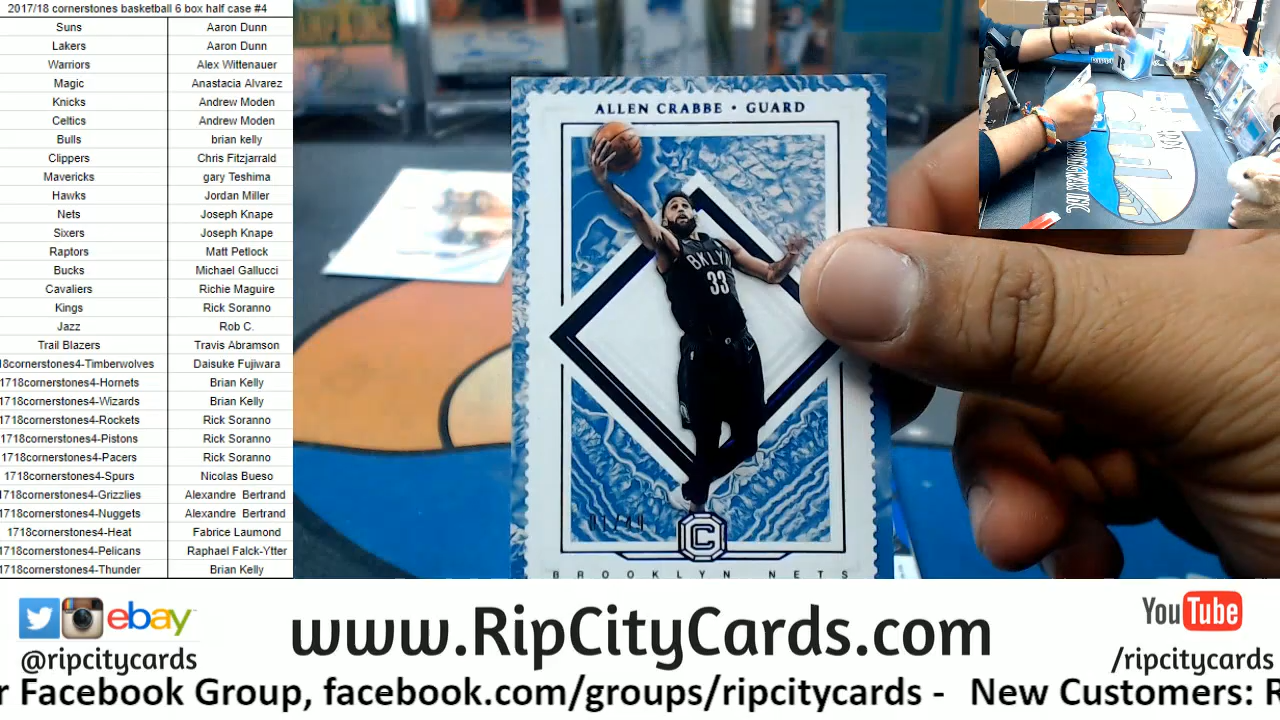 2017/18 cornerstones basketball 6 box half case #4
Suns Aaron Dunn
Lakers Aaron Dunn
Warriors Alex Wittenauer
Magic Anastacia Alvarez
Knicks Andrew Moden
Celtics Andrew Moden
Bulls brian kelly
Clippers Chris Fitzjarrald
Mavericks gary Teshima
Hawks Jordan Miller
Nets Joseph Knape
Sixers Joseph Knape
Raptors Matt Petlock
Bucks Michael Gallucci
Cavaliers Richie Maguire
Kings Rick Soranno
Jazz Rob C.
Trail Blazers Travis Abramson
18cornerstones4-Timberwolves Daisuke Fujiwara
1718cornerstones4-Hornets Brian Kelly
1718cornerstones4-Wizards Brian Kelly
1718cornerstones4-Rockets Rick Soranno
1718cornerstones4-Pistons Rick Soranno
1718cornerstones4-Pacers Rick Soranno
1718cornerstones4-Spurs Nicolas Bueso
1718cornerstones4-Grizzlies Alexandre Bertrand
1718cornerstones4-Nuggets Alexandre Bertrand
1718cornerstones4-Heat Fabrice Laumond
1718cornerstones4-Pelicans Raphael Falck-Ytter
1718cornerstones4-Thunder Brian Kelly
ALLEN CRABBE • GUARD
BKLYN
33
C
BROOKLYN NETS
ebay
@ripcitycards
www.RipCityCards.com
YouTube
/ripcitycards
r Facebook Group, facebook.com/groups/ripcitycards - New Customers: R